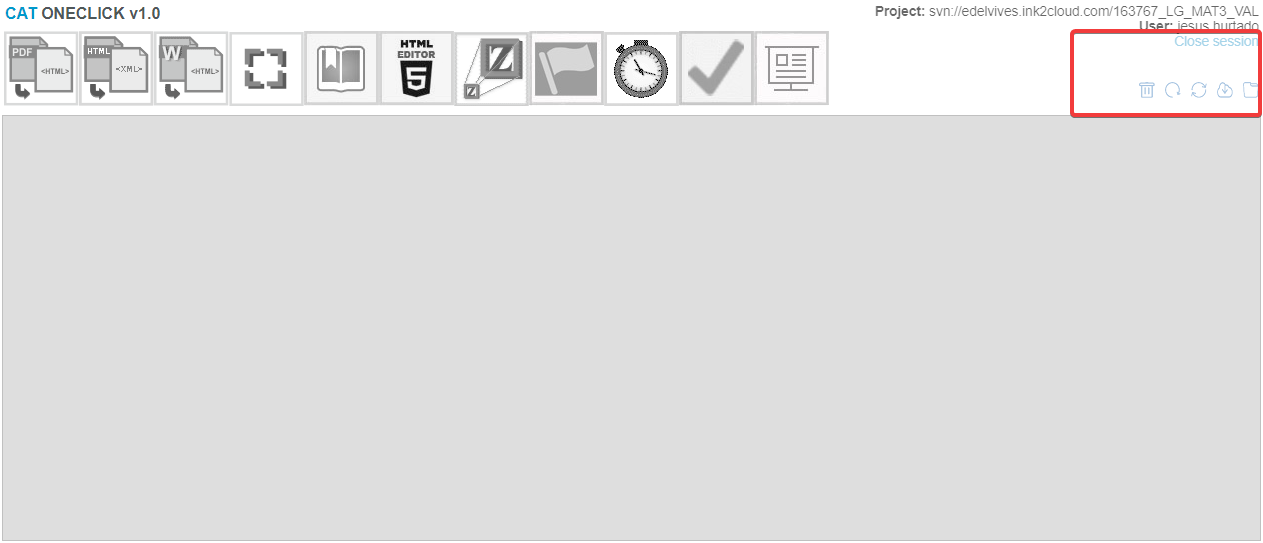 CAT ONECLICK v1.0
Project: svn://edelvives.ink2cloud.com/163767_LG_MAT3_VAL
User: jesus.hurtado
Close session
PDF
<HTML>
HTML
<XML>
W
<HTML>
HTML
EDITOR
5
Z
Z